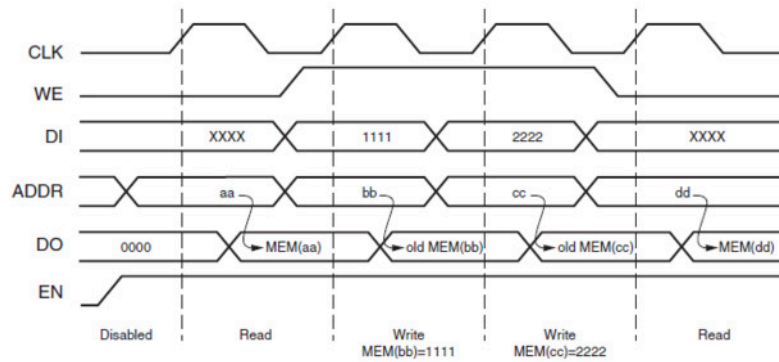 CLK
WE
DI XXXX 1111 2222 XXXX
ADDR aa bb cc dd
DO 0000 MEM(aa) old MEM(bb) old MEM(cc) MEM(dd)
EN
Disabled Read Write Write Read
MEM(bb)=1111 MEM(cc)=2222